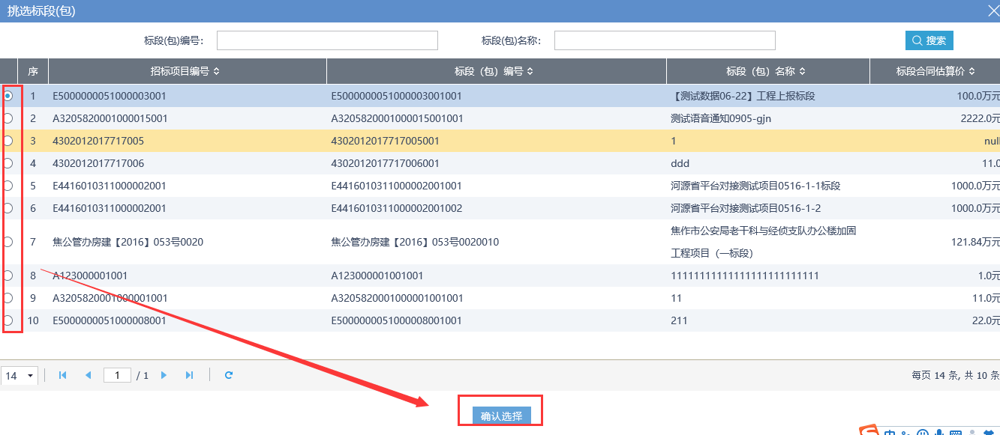 挑选标段(包)
标段(包)编号: 标段(包)名称: 搜索
序 招标项目编号 标段（包）编号 标段（包）名称 标段合同估算价
1 E5000000051000003001 E5000000051000003001001 【测试数据06-22】工程上报标段 100.0万元
2 A3205820001000015001 A3205820001000015001001 测试语音通知0905-gjn 2222.0元
3 4302012017717005 4302012017717005001 1 null
4 4302012017717006 4302012017717006001 ddd 11.0
5 E4416010311000002001 E4416010311000002001001 河源省平台对接测试项目0516-1-1标段 1000.0万元
6 E4416010311000002001 E4416010311000002001002 河源省平台对接测试项目0516-1-2 1000.0万元
7 焦公管办房建【2016】053号0020 焦公管办房建【2016】053号0020010 焦作市公安局老干科与经侦支队办公楼加固 121.84万元
工程项目（一标段）
8 A123000001001 A123000001001001 1.0元
9 A3205820001000001001 A3205820001000001001001 11 11.0元
10 E5000000051000008001 E5000000051000008001001 211 22.0元
14 1 / 1 每页 14 条, 共 10 条
确认选择
中